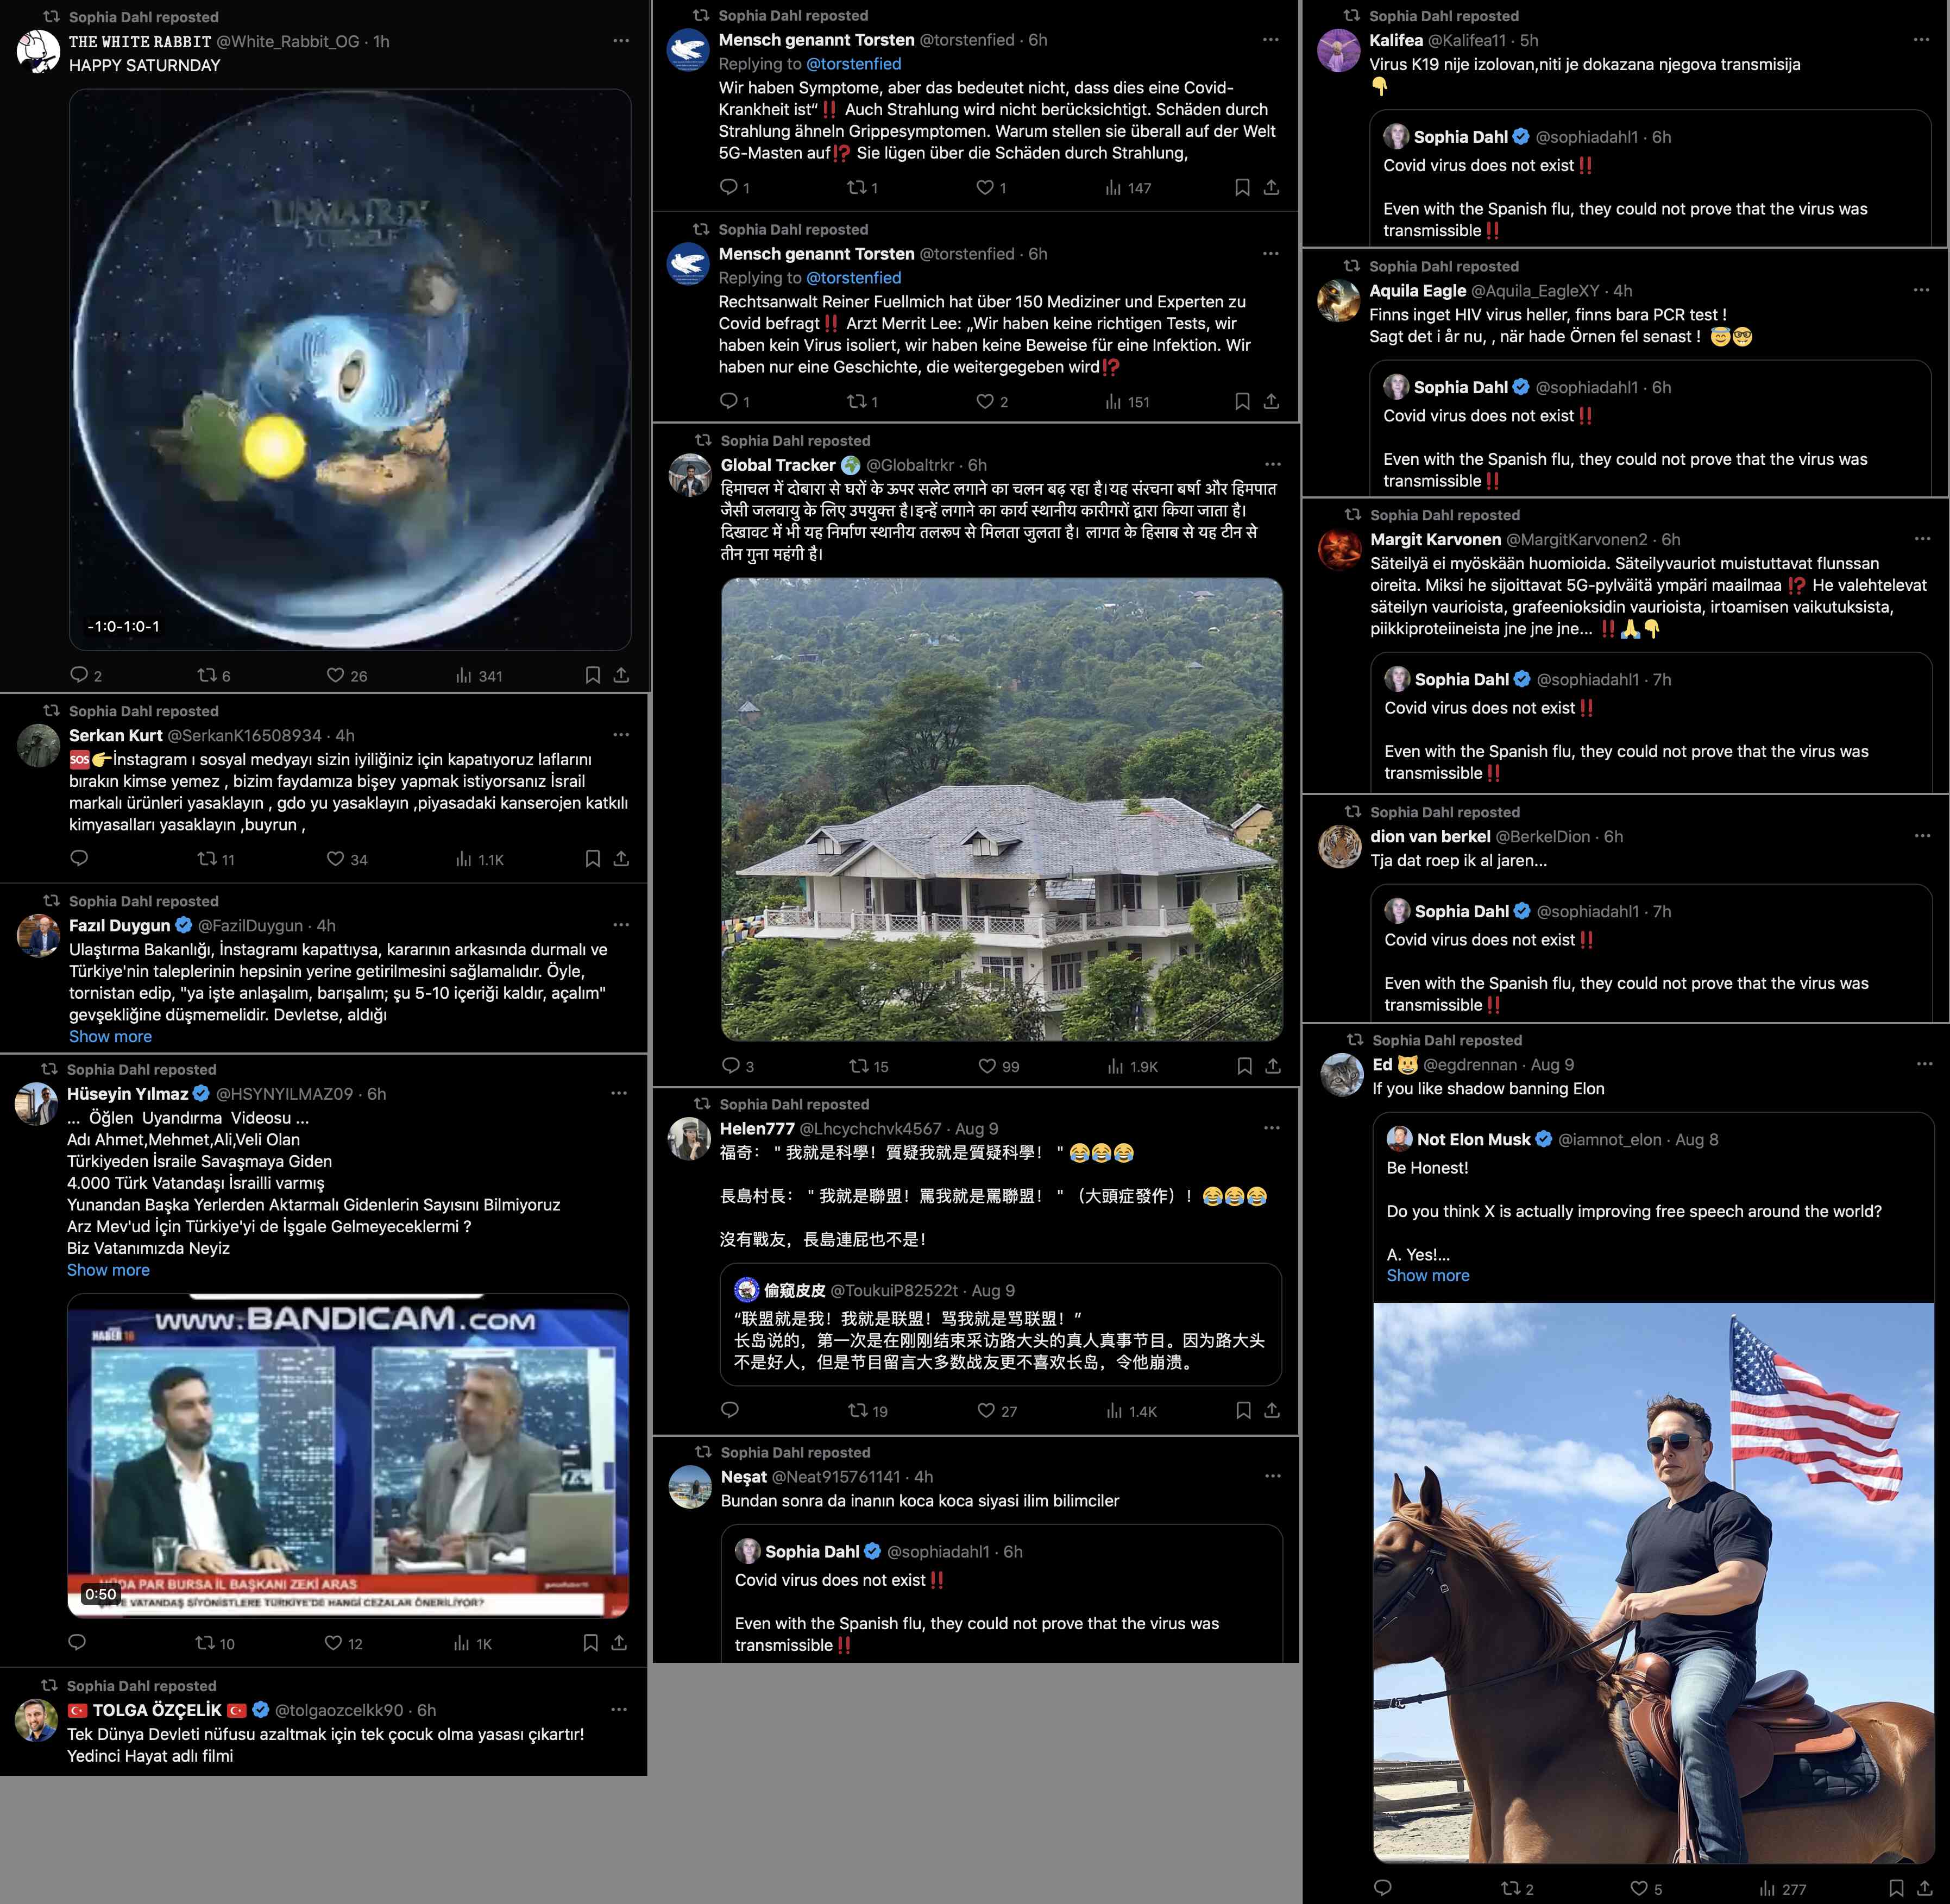 Sophia Dahl reposted
THE WHITE RABBIT @White_Rabbit_OG · 1h
HAPPY SATURNDAY
UNMATRIX
YOURSELF
-1:0-1:0-1
2 6 26 341
Sophia Dahl reposted
Serkan Kurt @SerkanK16508934 · 4h
🆘👉İnstagram ı sosyal medyayı sizin iyiliğiniz için kapatıyoruz laflarını
bırakın kimse yemez , bizim faydamıza bişey yapmak istiyorsanız İsrail
markalı ürünleri yasaklayın , gdo yu yasaklayın ,piyasadaki kanserojen katkılı
kimyasalları yasaklayın ,buyrun ,
11 34 1.1K
Sophia Dahl reposted
Fazıl Duygun @FazilDuygun · 4h
Ulaştırma Bakanlığı, İnstagramı kapattıysa, kararının arkasında durmalı ve
Türkiye'nin taleplerinin hepsinin yerine getirilmesini sağlamalıdır. Öyle,
tornistan edip, "ya işte anlaşalım, barışalım; şu 5-10 içeriği kaldır, açalım"
gevşekliğine düşmemelidir. Devletse, aldığı
Show more
Sophia Dahl reposted
Hüseyin Yılmaz @HSYNYILMAZ09 · 6h
... Öğlen Uyandırma Videosu ...
Adı Ahmet,Mehmet,Ali,Veli Olan
Türkiyeden İsraile Savaşmaya Giden
4.000 Türk Vatandaşı İsrailli varmış
Yunandan Başka Yerlerden Aktarmalı Gidenlerin Sayısını Bilmiyoruz
Arz Mev'ud İçin Türkiye'yi de İşgale Gelmeyeceklermi ?
Biz Vatanımızda Neyiz
Show more
www.BANDICAM.com
HABER16
DA PAR BURSA İL BAŞKANI ZEKİ ARAS
0:50
VE VATANDAŞ SİYONİSTLERE TÜRKİYE'DE HANGİ CEZALAR ÖNERİLİYOR?
10 12 1K
Sophia Dahl reposted
🇹🇷 TOLGA ÖZÇELİK 🇹🇷 @tolgaozcelkk90 · 6h
Tek Dünya Devleti nüfusu azaltmak için tek çocuk olma yasası çıkartır!
Yedinci Hayat adlı filmi
Sophia Dahl reposted
Mensch genannt Torsten @torstenfied · 6h
Replying to @torstenfied
Wir haben Symptome, aber das bedeutet nicht, dass dies eine Covid-
Krankheit ist“‼️ Auch Strahlung wird nicht berücksichtigt. Schäden durch
Strahlung ähneln Grippesymptomen. Warum stellen sie überall auf der Welt
5G-Masten auf⁉️ Sie lügen über die Schäden durch Strahlung,
1 1 1 147
Sophia Dahl reposted
Mensch genannt Torsten @torstenfied · 6h
Replying to @torstenfied
Rechtsanwalt Reiner Fuellmich hat über 150 Mediziner und Experten zu
Covid befragt‼️ Arzt Merrit Lee: „Wir haben keine richtigen Tests, wir
haben kein Virus isoliert, wir haben keine Beweise für eine Infektion. Wir
haben nur eine Geschichte, die weitergegeben wird⁉️
1 1 2 151
Sophia Dahl reposted
Global Tracker 🌍 @Globaltrkr · 6h
हिमाचल में दोबारा से घरों के ऊपर सलेट लगाने का चलन बढ़ रहा है।यह संरचना बर्षा और हिमपात
जैसी जलवायु के लिए उपयुक्त है।इन्हें लगाने का कार्य स्थानीय कारीगरों द्वारा किया जाता है।
दिखावट में भी यह निर्माण स्थानीय तलरूप से मिलता जुलता है। लागत के हिसाब से यह टीन से
तीन गुना महंगी है।
3 15 99 1.9K
Sophia Dahl reposted
Helen777 @Lhcychchvk4567 · Aug 9
福奇： " 我就是科學！質疑我就是質疑科學！ " 😂😂😂
長島村長： " 我就是聯盟！罵我就是罵聯盟！ " （大頭症發作）！😂😂😂
沒有戰友，長島連屁也不是！
偷窥皮皮 @ToukuiP82522t · Aug 9
“联盟就是我！我就是联盟！骂我就是骂联盟！”
长岛说的，第一次是在刚刚结束采访路大头的真人真事节目。因为路大头
不是好人，但是节目留言大多数战友更不喜欢长岛，令他崩溃。
19 27 1.4K
Sophia Dahl reposted
Neşat @Neat915761141 · 4h
Bundan sonra da inanın koca koca siyasi ilim bilimciler
Sophia Dahl @sophiadahl1 · 6h
Covid virus does not exist‼️
Even with the Spanish flu, they could not prove that the virus was
transmissible‼️
Sophia Dahl reposted
Kalifea @Kalifea11 · 5h
Virus K19 nije izolovan,niti je dokazana njegova transmisija
👇
Sophia Dahl @sophiadahl1 · 6h
Covid virus does not exist‼️
Even with the Spanish flu, they could not prove that the virus was
transmissible‼️
Sophia Dahl reposted
Aquila Eagle @Aquila_EagleXY · 4h
Finns inget HIV virus heller, finns bara PCR test !
Sagt det i år nu, , när hade Örnen fel senast ! 😇🤓
Sophia Dahl @sophiadahl1 · 6h
Covid virus does not exist‼️
Even with the Spanish flu, they could not prove that the virus was
transmissible‼️
Sophia Dahl reposted
Margit Karvonen @MargitKarvonen2 · 6h
Säteilyä ei myöskään huomioida. Säteilyvauriot muistuttavat flunssan
oireita. Miksi he sijoittavat 5G-pylväitä ympäri maailmaa ⁉️ He valehtelevat
säteilyn vaurioista, grafeenioksidin vaurioista, irtoamisen vaikutuksista,
piikkiproteiineista jne jne jne... ‼️🙏👇
Sophia Dahl @sophiadahl1 · 7h
Covid virus does not exist‼️
Even with the Spanish flu, they could not prove that the virus was
transmissible‼️
Sophia Dahl reposted
dion van berkel @BerkelDion · 6h
Tja dat roep ik al jaren...
Sophia Dahl @sophiadahl1 · 7h
Covid virus does not exist‼️
Even with the Spanish flu, they could not prove that the virus was
transmissible‼️
Sophia Dahl reposted
Ed 😺 @egdrennan · Aug 9
If you like shadow banning Elon
Not Elon Musk @iamnot_elon · Aug 8
Be Honest!
Do you think X is actually improving free speech around the world?
A. Yes!...
Show more
2 5 277